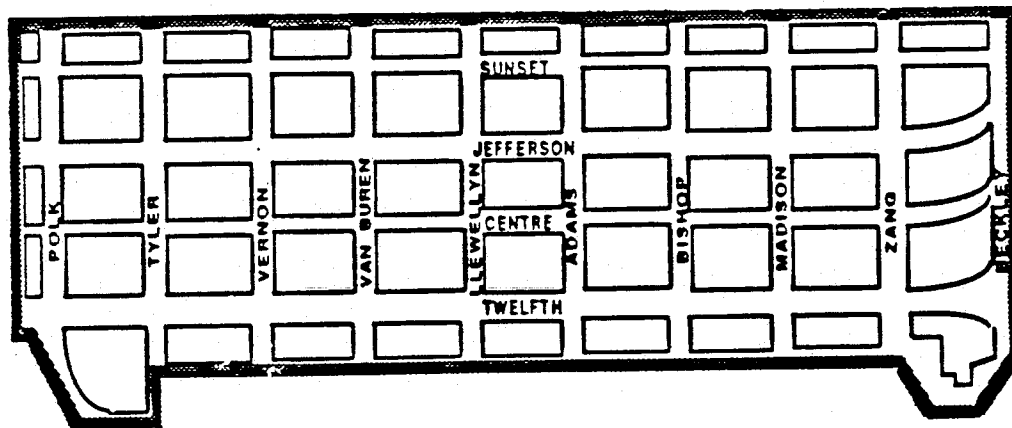 SUNSET
JEFFERSON
CENTRE
TWELFTH
POLK
TYLER
VERNON
VAN BUREN
LLEWELLYN
ADAMS
BISHOP
MADISON
ZANG
BECKLEY